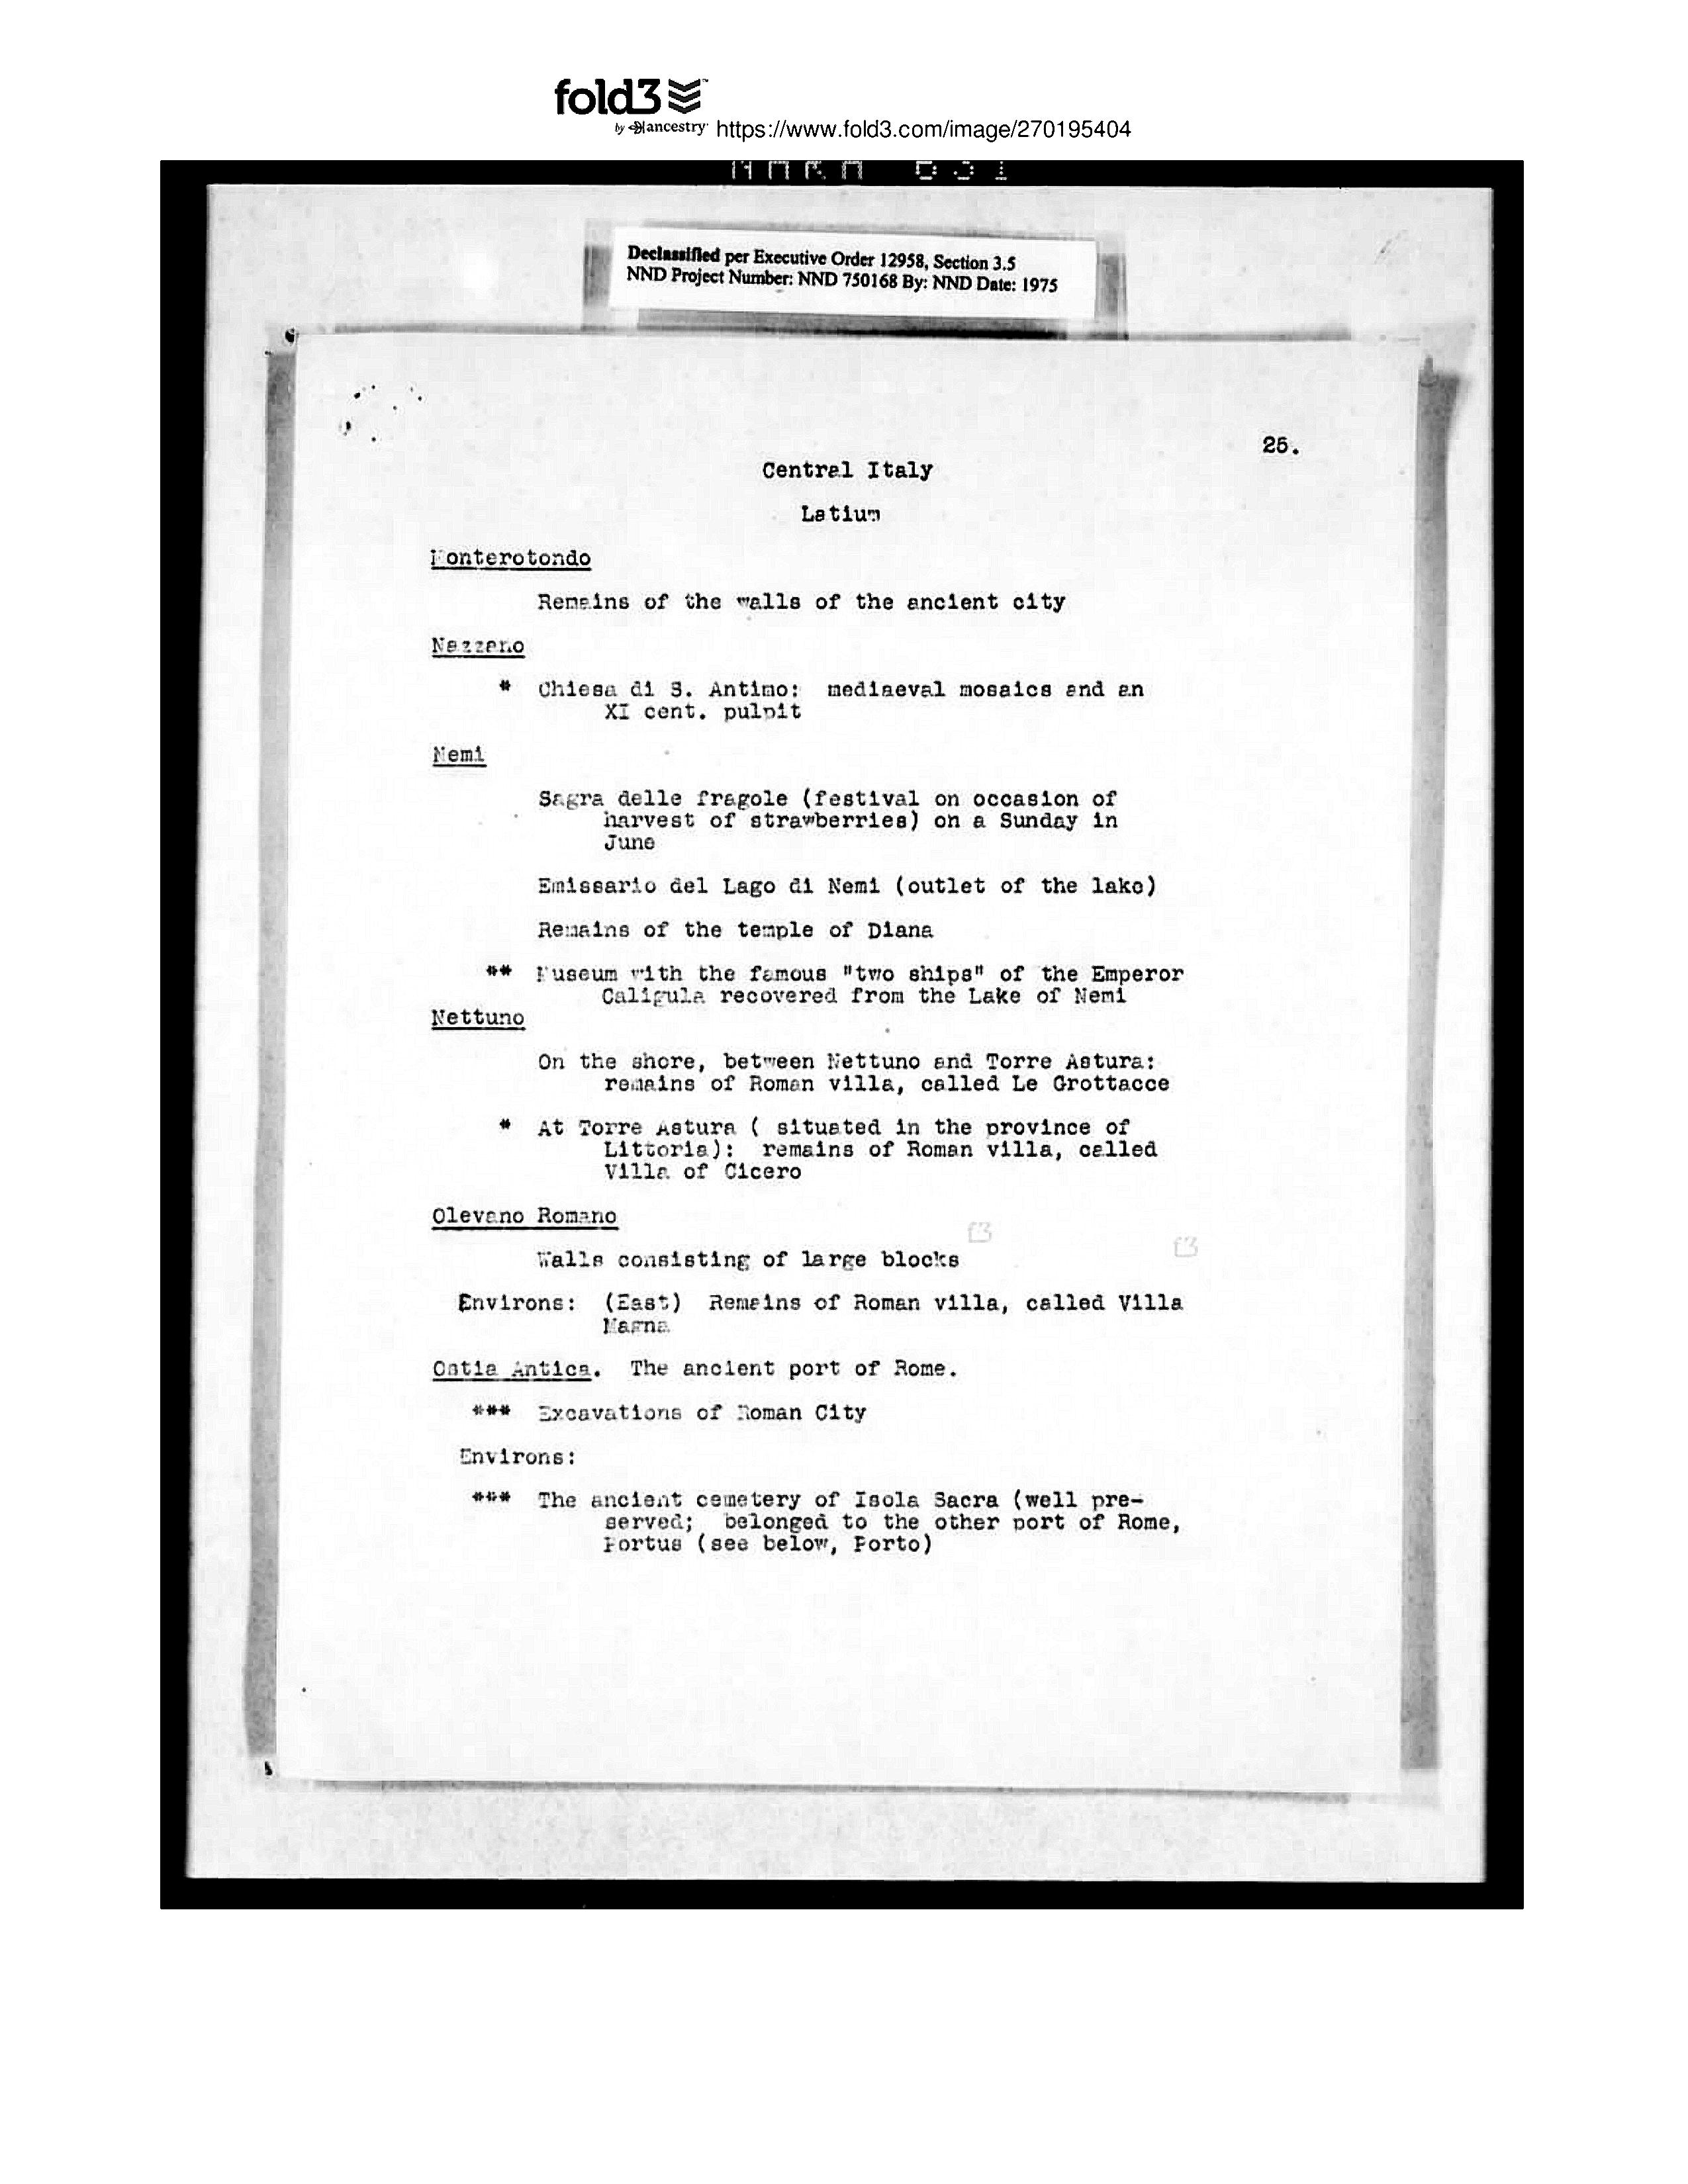 fold3
by ancestry https://www.fold3.com/image/270195404
Declassified per Executive Order 12958, Section 3.5
NND Project Number: NND 750168 By: NND Date: 1975
25.
Central Italy
Latium
Monterotondo
Remains of the walls of the ancient city
Nazzano
* Chiesa di S. Antimo: mediaeval mosaics and an
XI cent. pulpit
Nemi
Sagra delle fragole (festival on occasion of
harvest of strawberries) on a Sunday in
June
Emissario del Lago di Nemi (outlet of the lake)
Remains of the temple of Diana
** Museum with the famous "two ships" of the Emperor
Caligula recovered from the Lake of Nemi
Nettuno
On the shore, between Nettuno and Torre Astura:
remains of Roman villa, called Le Grottacce
* At Torre Astura ( situated in the province of
Littoria): remains of Roman villa, called
Villa of Cicero
Olevano Romano
f3
f3
Walls consisting of large blocks
Environs: (East) Remains of Roman villa, called Villa
Magna
Ostia Antica. The ancient port of Rome.
*** Excavations of Roman City
Environs:
*** The ancient cemetery of Isola Sacra (well pre-
served; belonged to the other port of Rome,
Portus (see below, Porto)